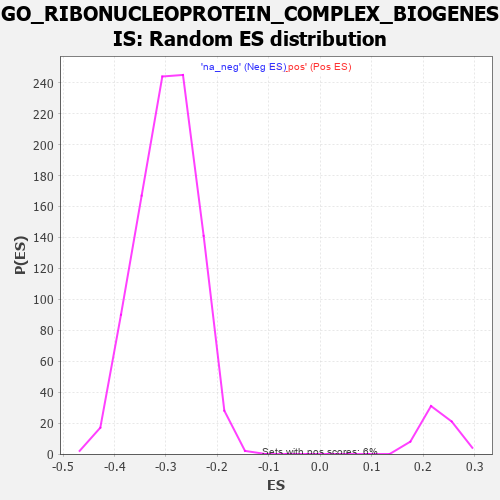 GO_RIBONUCLEOPROTEIN_COMPLEX_BIOGENES
IS: Random ES distribution
'na_neg' (Neg ES) pos' (Pos ES)
240
220
200
180
160
140
120
100
80
60
40
20
0
P(ES)
Sets with pos scores: 6%
-0.5 -0.4 -0.3 -0.2 -0.1 0.0 0.1 0.2 0.3
ES